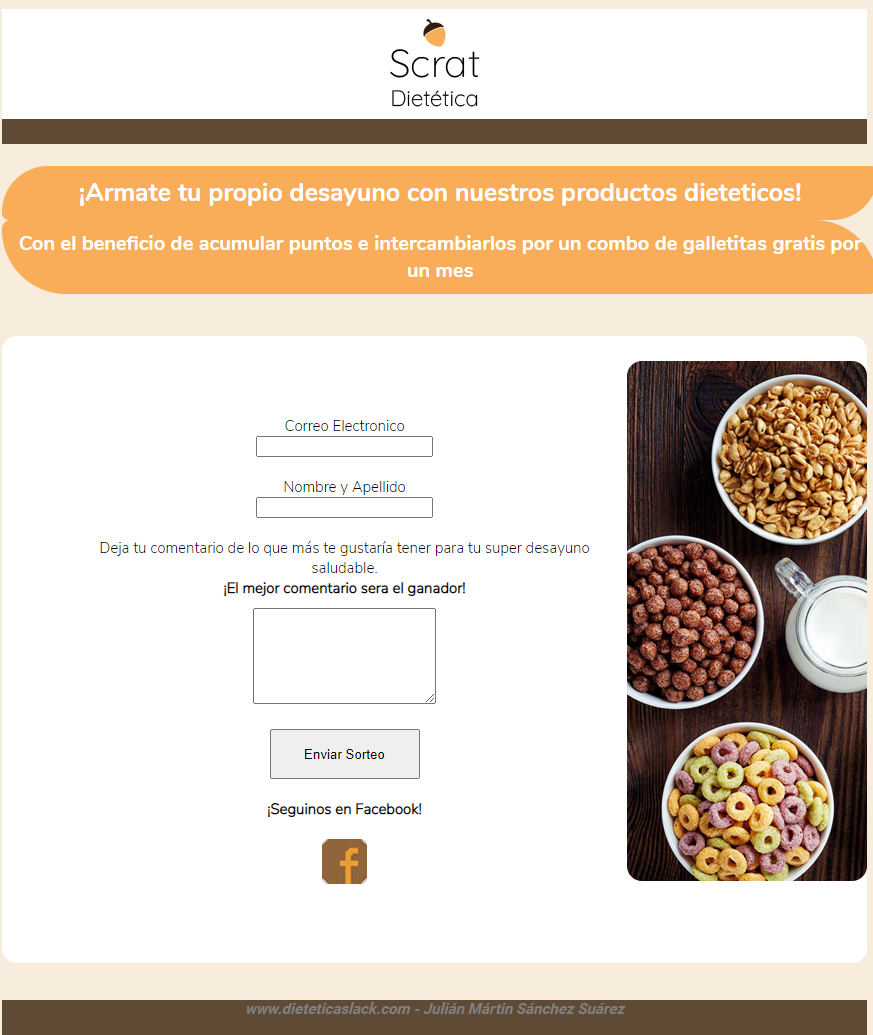 Scrat
Dietética
¡Armate tu propio desayuno con nuestros productos dieteticos!
Con el beneficio de acumular puntos e intercambiarlos por un combo de galletitas gratis por
un mes
Correo Electronico
Nombre y Apellido
Deja tu comentario de lo que más te gustaría tener para tu super desayuno
saludable.
¡El mejor comentario sera el ganador!
Enviar Sorteo
¡Seguinos en Facebook!
f
www.dieteticaslack.com - Julián Mártin Sánchez Suárez